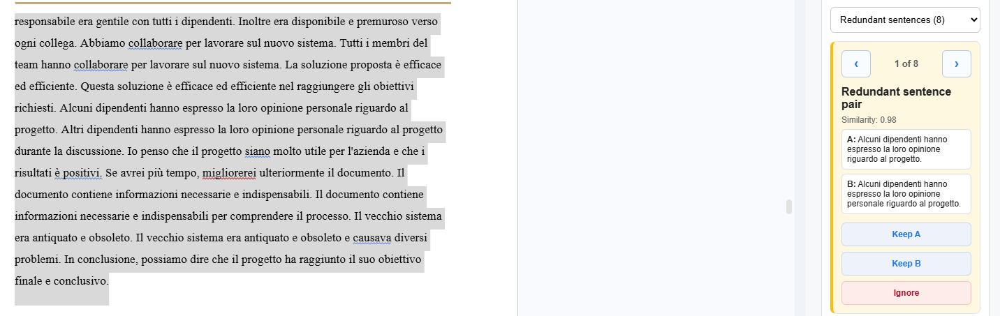 responsabile era gentile con tutti i dipendenti. Inoltre era disponibile e premuroso verso
ogni collega. Abbiamo collaborare per lavorare sul nuovo sistema. Tutti i membri del
team hanno collaborare per lavorare sul nuovo sistema. La soluzione proposta è efficace
ed efficiente. Questa soluzione è efficace ed efficiente nel raggiungere gli obiettivi
richiesti. Alcuni dipendenti hanno espresso la loro opinione personale riguardo al
progetto. Altri dipendenti hanno espresso la loro opinione personale riguardo al progetto
durante la discussione. Io penso che il progetto siano molto utile per l'azienda e che i
risultati è positivi. Se avrei più tempo, migliorerei ulteriormente il documento. Il
documento contiene informazioni necessarie e indispensabili. Il documento contiene
informazioni necessarie e indispensabili per comprendere il processo. Il vecchio sistema
era antiquato e obsoleto. Il vecchio sistema era antiquato e obsoleto e causava diversi
problemi. In conclusione, possiamo dire che il progetto ha raggiunto il suo obiettivo
finale e conclusivo.
Redundant sentences (8)
‹ 1 of 8 ›
Redundant sentence
pair
Similarity: 0.98
A: Alcuni dipendenti hanno
espresso la loro opinione
riguardo al progetto.
B: Alcuni dipendenti hanno
espresso la loro opinione
personale riguardo al progetto.
Keep A
Keep B
Ignore